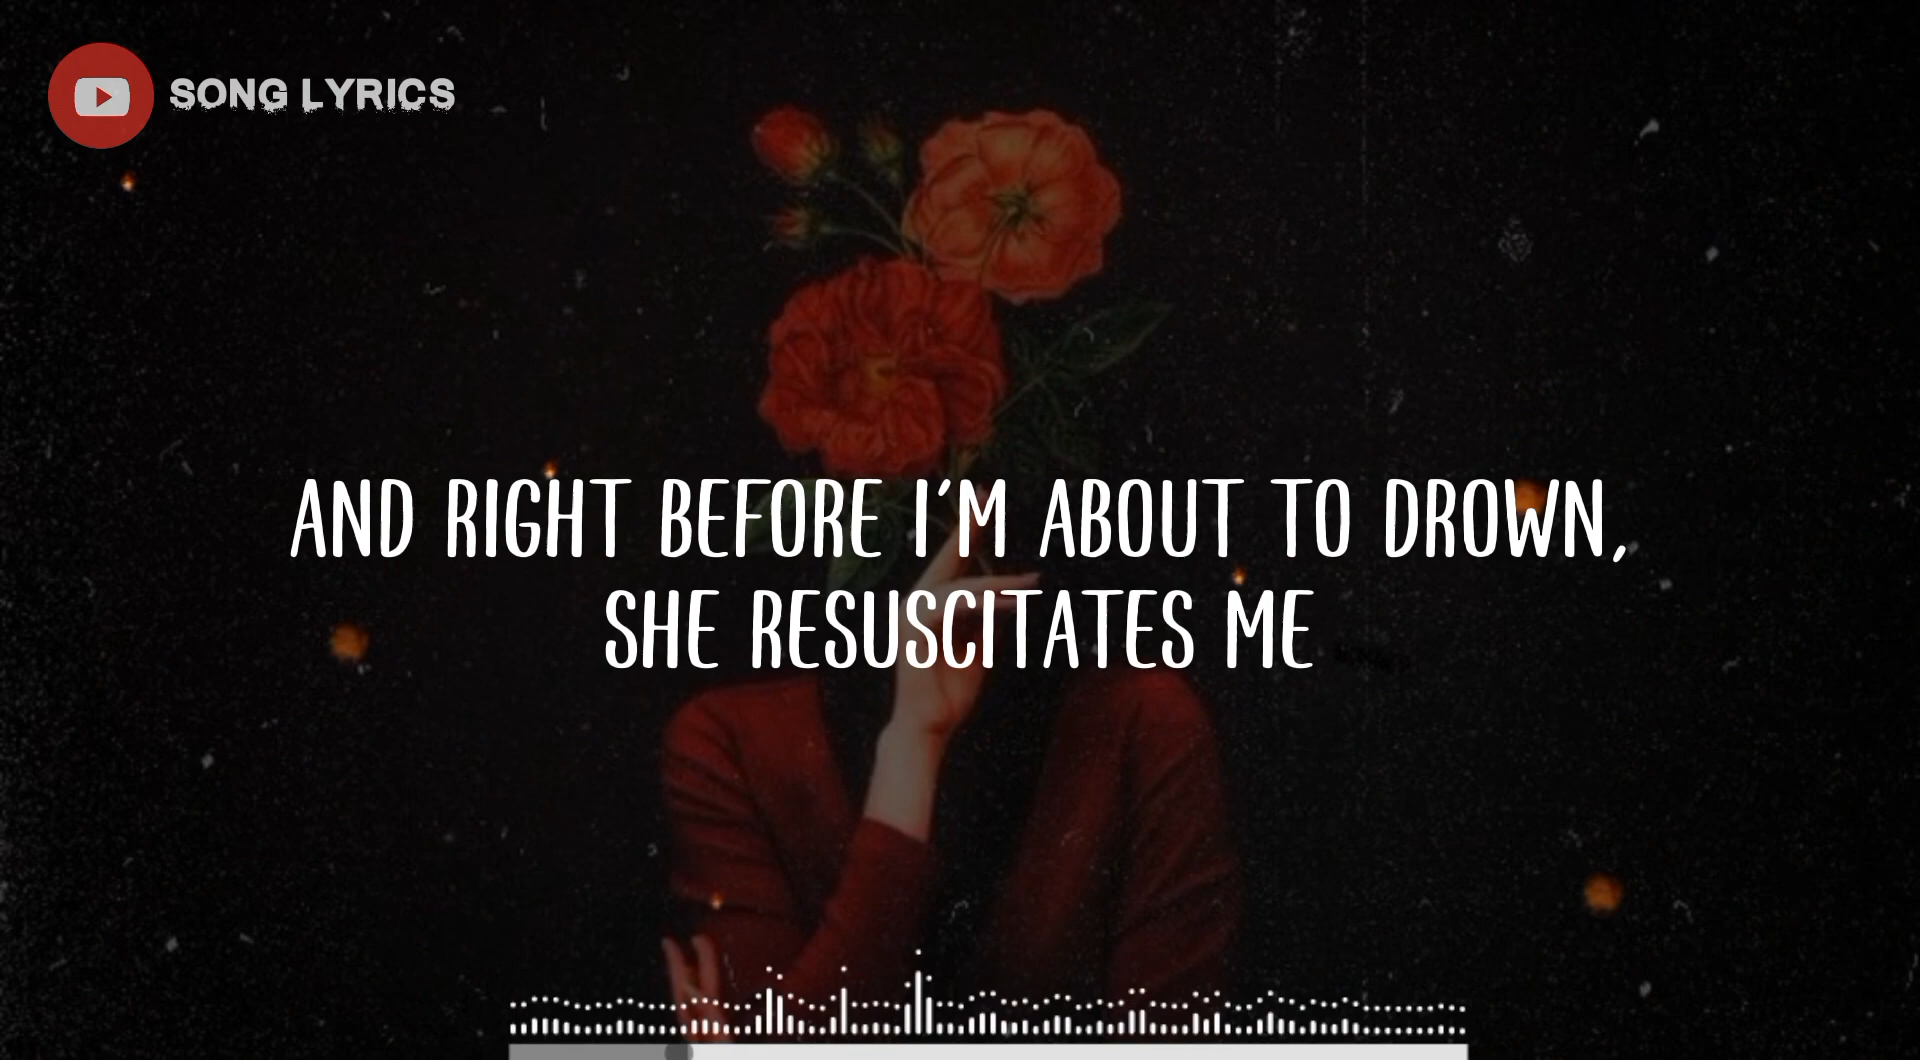 SONG LYRICS
AND RIGHT BEFORE I'M ABOUT TO DROWN,
SHE RESUSCITATES ME